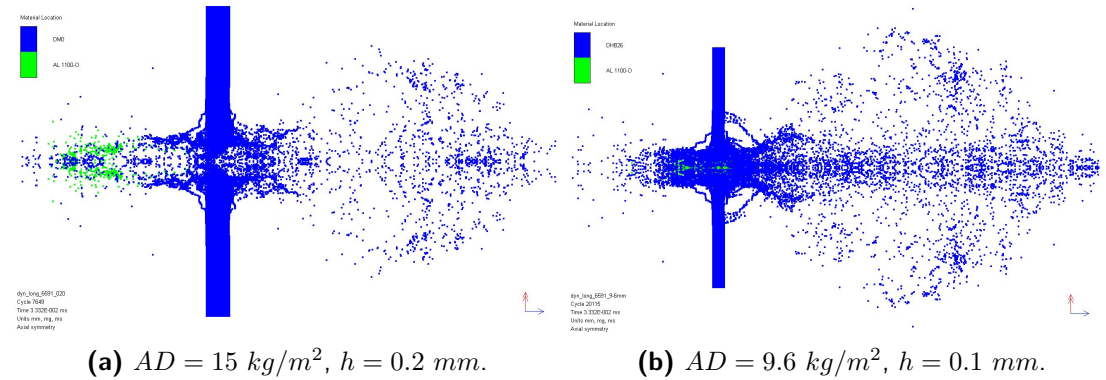 Material Location
DM0
AL 1100-O
dyn_long_6591_020
Cycle 7649
Time 3.332E-002 ms
Units mm, mg, ms
Axial symmetry
(a) AD = 15 kg/m², h = 0.2 mm.
Material Location
DHB26
AL 1100-O
dyn_long_6591_9-6mm
Cycle 20115
Time 3.332E-002 ms
Units mm, mg, ms
Axial symmetry
(b) AD = 9.6 kg/m², h = 0.1 mm.